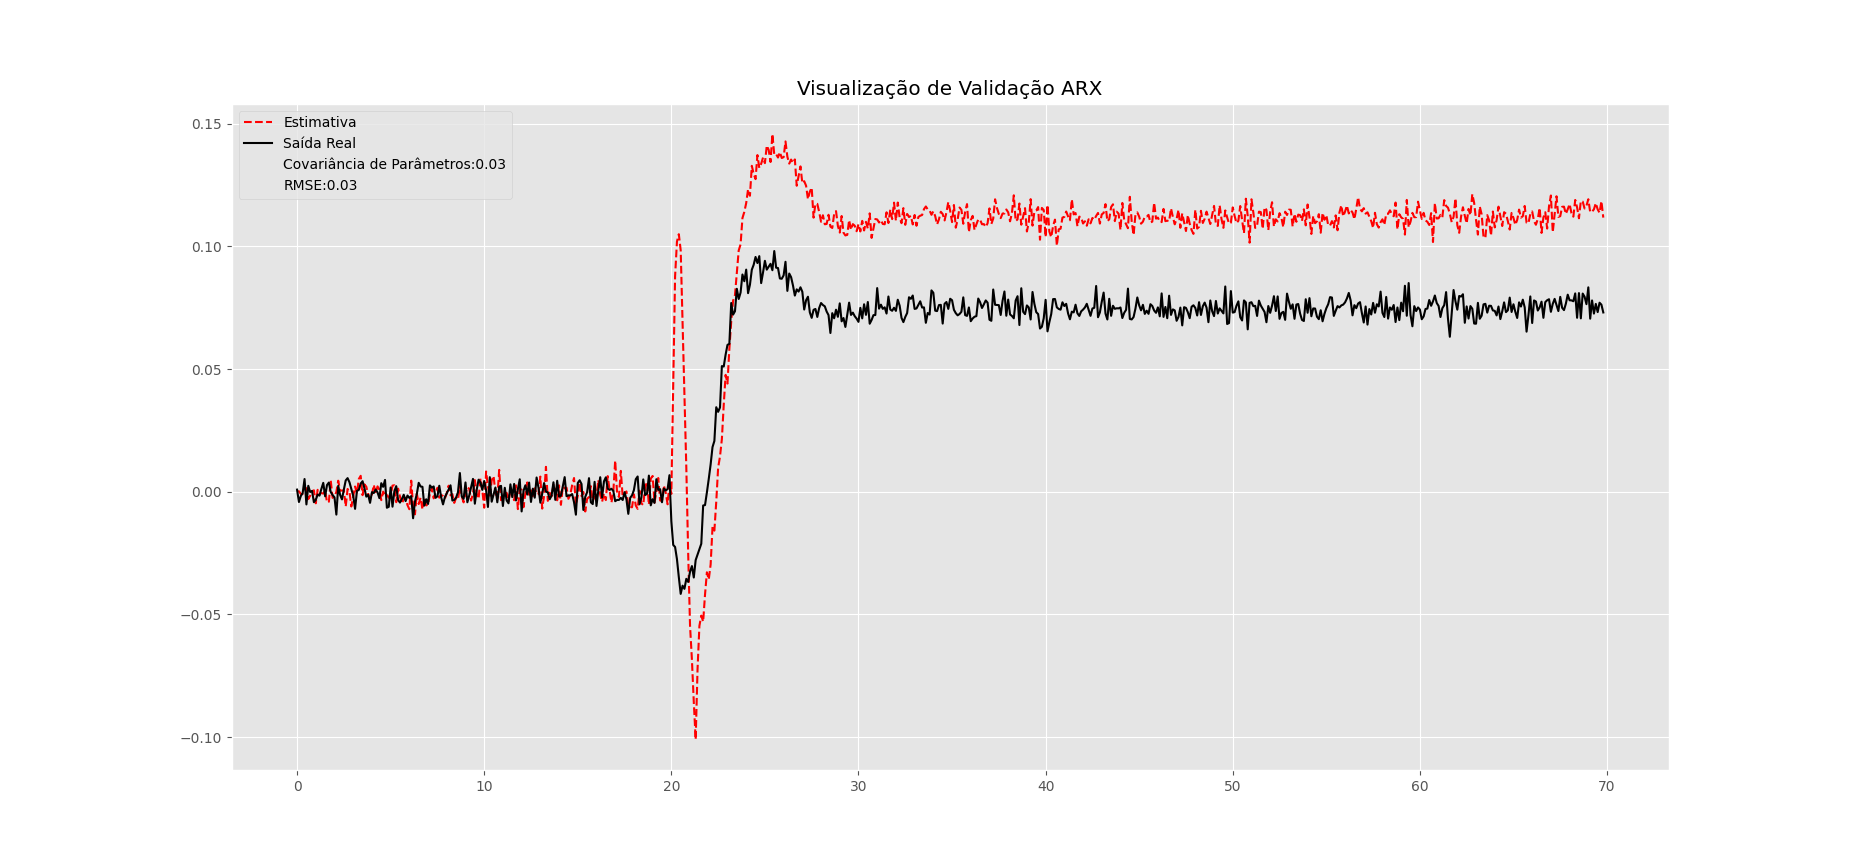 Visualização de Validação ARX
Estimativa
Saída Real
Covariância de Parâmetros:0.03
RMSE:0.03
0.15
0.10
0.05
0.00
−0.05
−0.10
0 10 20 30 40 50 60 70